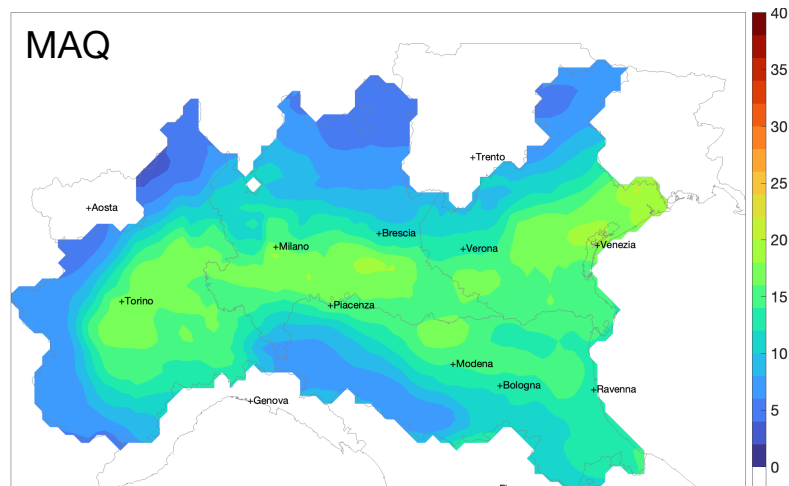 MAQ
+Trento
+Aosta
+Brescia
+Milano
+Verona
+Venezia
+Torino
+Piacenza
+Modena
+Bologna
+Ravenna
+Genova
40
35
30
25
20
15
10
5
0